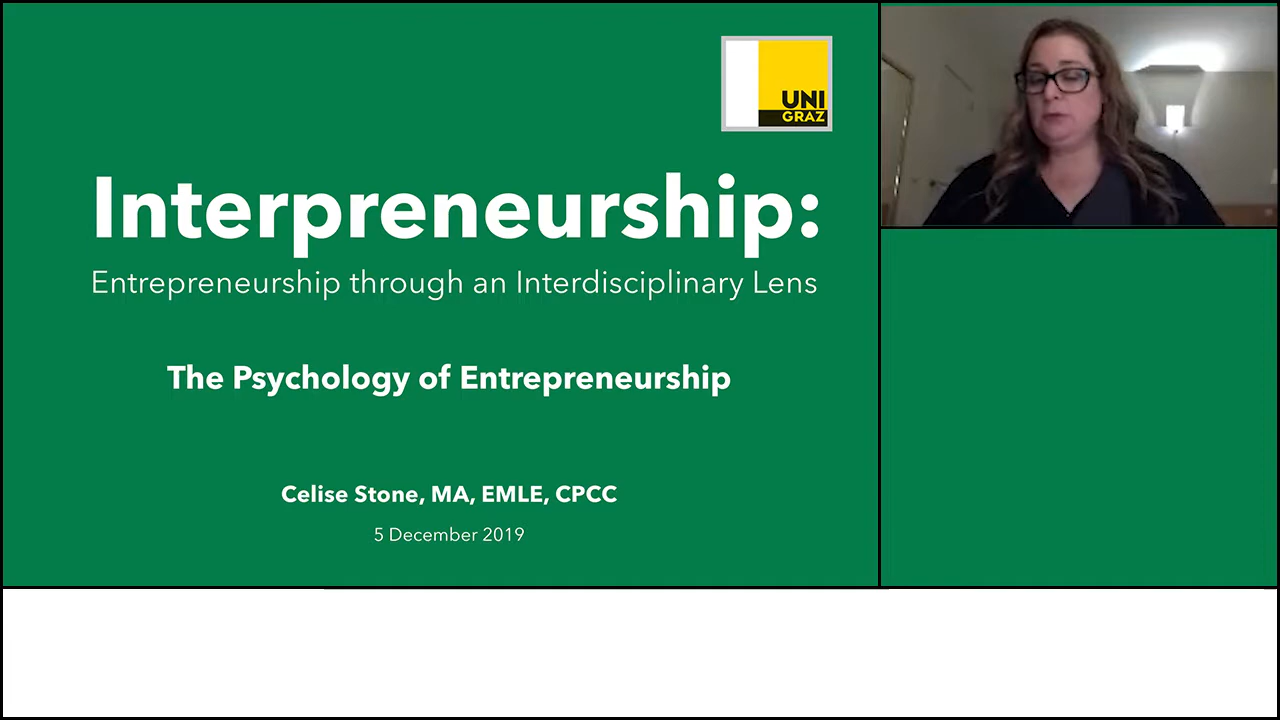 UNI
GRAZ
Interpreneurship:
Entrepreneurship through an Interdisciplinary Lens
The Psychology of Entrepreneurship
Celise Stone, MA, EMLE, CPCC
5 December 2019